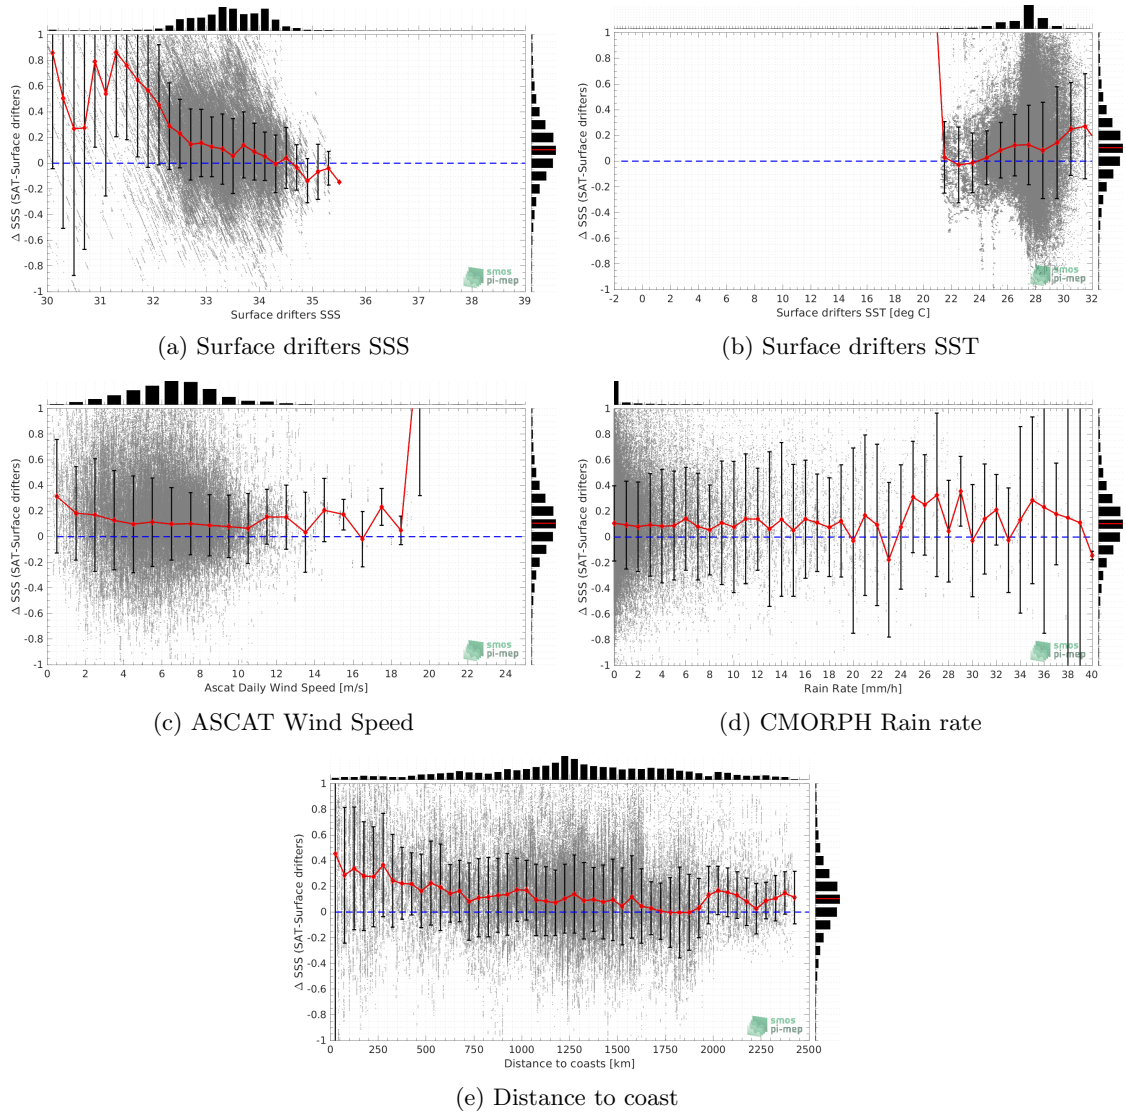 1
0.8
0.6
0.4
0.2
0
-0.2
-0.4
-0.6
-0.8
-1
Δ SSS (SAT-Surface drifters)
30 31 32 33 34 35 36 37 38 39
Surface drifters SSS
smos
pi-mep
(a) Surface drifters SSS
1
0.8
0.6
0.4
0.2
0
-0.2
-0.4
-0.6
-0.8
-1
Δ SSS (SAT-Surface drifters)
-2 0 2 4 6 8 10 12 14 16 18 20 22 24 26 28 30 32
Surface drifters SST [deg C]
smos
pi-mep
(b) Surface drifters SST
1
0.8
0.6
0.4
0.2
0
-0.2
-0.4
-0.6
-0.8
-1
Δ SSS (SAT-Surface drifters)
0 2 4 6 8 10 12 14 16 18 20 22 24
Ascat Daily Wind Speed [m/s]
smos
pi-mep
(c) ASCAT Wind Speed
1
0.8
0.6
0.4
0.2
0
-0.2
-0.4
-0.6
-0.8
-1
Δ SSS (SAT-Surface drifters)
0 2 4 6 8 10 12 14 16 18 20 22 24 26 28 30 32 34 36 38 40
Rain Rate [mm/h]
smos
pi-mep
(d) CMORPH Rain rate
1
0.8
0.6
0.4
0.2
0
-0.2
-0.4
-0.6
-0.8
-1
Δ SSS (SAT-Surface drifters)
0 250 500 750 1000 1250 1500 1750 2000 2250 2500
Distance to coasts [km]
smos
pi-mep
(e) Distance to coast